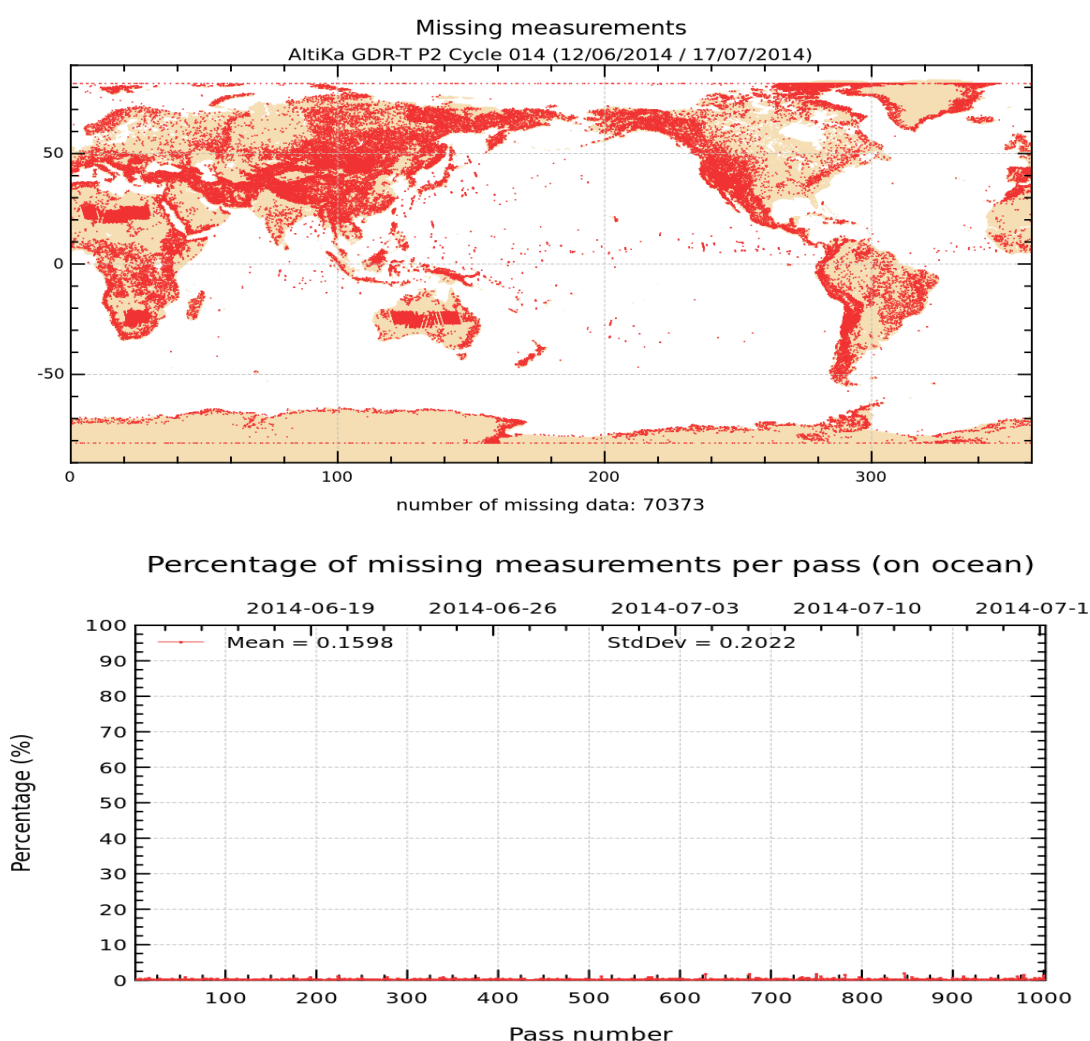 Missing measurements
AltiKa GDR-T P2 Cycle 014 (12/06/2014 / 17/07/2014)
50
0
-50
0 100 200 300
number of missing data: 70373
Percentage of missing measurements per pass (on ocean)
2014-06-19 2014-06-26 2014-07-03 2014-07-10 2014-07-1
Mean = 0.1598 StdDev = 0.2022
100
90
80
70
60
50
40
30
20
10
0
Percentage (%)
100 200 300 400 500 600 700 800 900 1000
Pass number